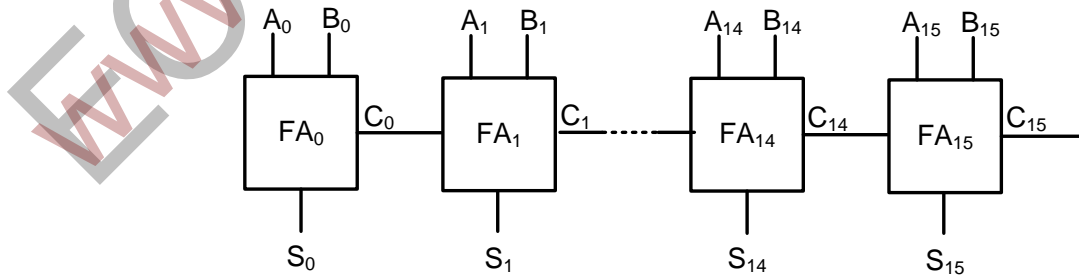 A0 B0 A1 B1 A14 B14 A15 B15
FA0 C0 FA1 C1 FA14 C14 FA15 C15
S0 S1 S14 S15